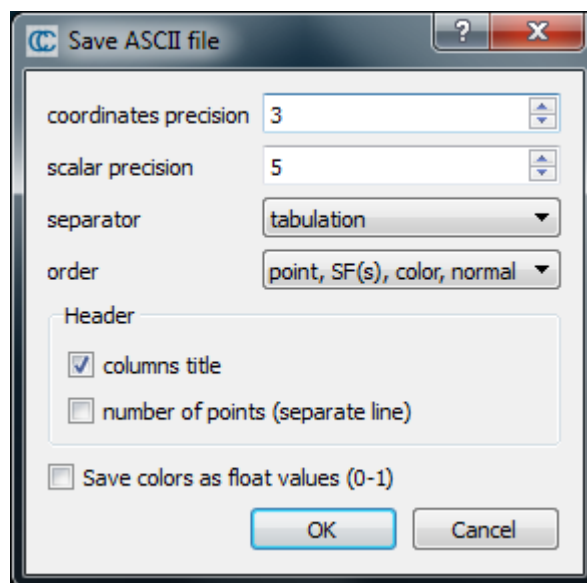 Save ASCII file
coordinates precision 3
scalar precision 5
separator tabulation
order point, SF(s), color, normal
Header
columns title
number of points (separate line)
Save colors as float values (0-1)
OK Cancel